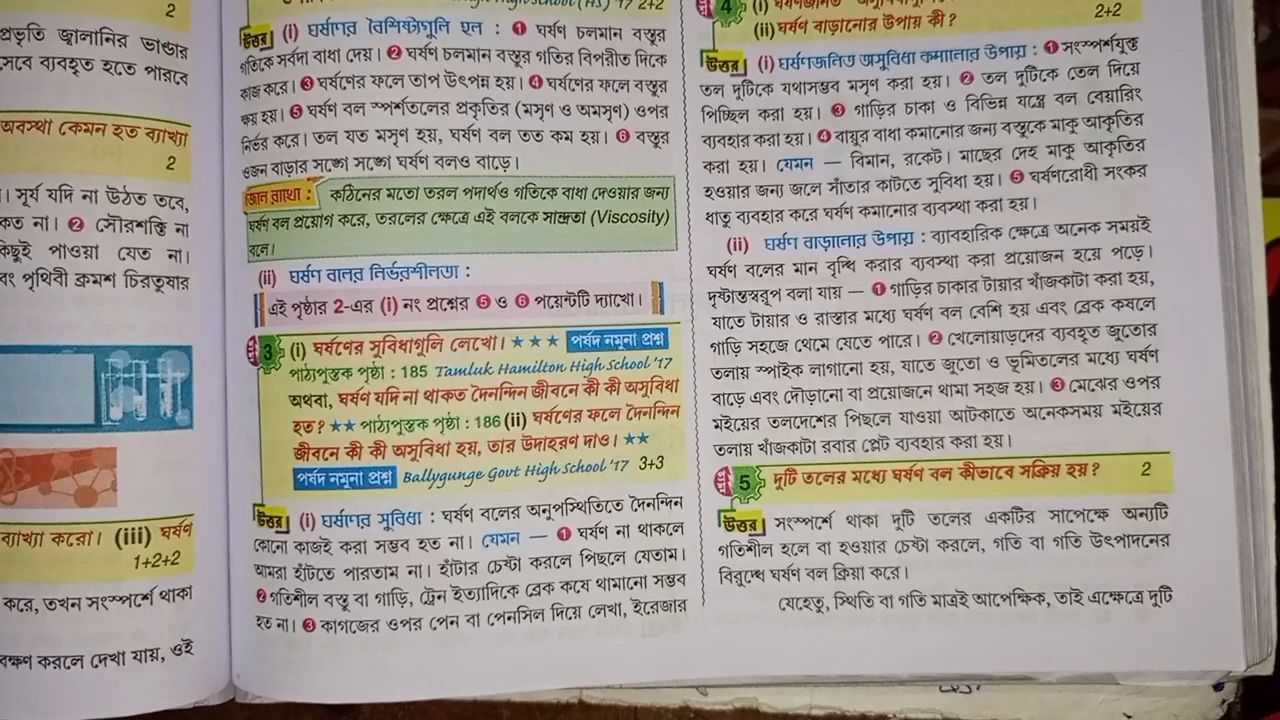 2
প্রভৃতি জ্বালানির ভাণ্ডার
সেবে ব্যবহৃত হতে পারবে
অবস্থা কেমন হত ব্যাখ্যা
2
। সূর্য যদি না উঠত তবে,
কত না। ❷ সৌরশক্তি না
কিছুই পাওয়া যেত না।
বং পৃথিবী ক্রমশ চিরতুষার
ব্যাখ্যা করো। (iii) ঘর্ষণ
1+2+2
করে, তখন সংস্পর্শে থাকা
বক্ষণ করলে দেখা যায়, ওই
High School (HS) '17 2+2
উত্তর (i) ঘর্ষণের বৈশিষ্ট্যগুলি হল : ❶ ঘর্ষণ চলমান বস্তুর
গতিকে সর্বদা বাধা দেয়। ❷ ঘর্ষণ চলমান বস্তুর গতির বিপরীত দিকে
কাজ করে। ❸ ঘর্ষণের ফলে তাপ উৎপন্ন হয়। ❹ ঘর্ষণের ফলে বস্তুর
ক্ষয় হয়। ❺ ঘর্ষণ বল স্পর্শতলের প্রকৃতির (মসৃণ ও অমসৃণ) ওপর
নির্ভর করে। তল যত মসৃণ হয়, ঘর্ষণ বল তত কম হয়। ❻ বস্তুর
ওজন বাড়ার সঙ্গে সঙ্গে ঘর্ষণ বলও বাড়ে।
জেনে রাখো : কঠিনের মতো তরল পদার্থও গতিকে বাধা দেওয়ার জন্য
ঘর্ষণ বল প্রয়োগ করে, তরলের ক্ষেত্রে এই বলকে সান্দ্রতা (Viscosity)
বলে।
(ii) ঘর্ষণ বলের নির্ভরশীলতা :
এই পৃষ্ঠার 2-এর (i) নং প্রশ্নের ❺ ও ❻ পয়েন্টটি দ্যাখো।
প্রশ্ন 3 (i) ঘর্ষণের সুবিধাগুলি লেখো। ★★★ পর্ষদ নমুনা প্রশ্ন
পাঠ্যপুস্তক পৃষ্ঠা : 185 Tamluk Hamilton High School '17
অথবা, ঘর্ষণ যদি না থাকত দৈনন্দিন জীবনে কী কী অসুবিধা
হত? ★★ পাঠ্যপুস্তক পৃষ্ঠা : 186 (ii) ঘর্ষণের ফলে দৈনন্দিন
জীবনে কী কী অসুবিধা হয়, তার উদাহরণ দাও। ★★
পর্ষদ নমুনা প্রশ্ন Ballygunge Govt High School '17 3+3
উত্তর (i) ঘর্ষণের সুবিধা : ঘর্ষণ বলের অনুপস্থিতিতে দৈনন্দিন
কোনো কাজই করা সম্ভব হত না। যেমন — ❶ ঘর্ষণ না থাকলে
আমরা হাঁটতে পারতাম না। হাঁটার চেষ্টা করলে পিছলে যেতাম।
❷ গতিশীল বস্তু বা গাড়ি, ট্রেন ইত্যাদিকে ব্রেক কষে থামানো সম্ভব
হত না। ❸ কাগজের ওপর পেন বা পেনসিল দিয়ে লেখা, ইরেজার
প্রশ্ন 4 (i)
(ii) ঘর্ষণ বাড়ানোর উপায় কী? 2+2
উত্তর (i) ঘর্ষণজনিত অসুবিধা কমানোর উপায় : ❶ সংস্পর্শযুক্ত
তল দুটিকে যথাসম্ভব মসৃণ করা হয়। ❷ তল দুটিকে তেল দিয়ে
পিচ্ছিল করা হয়। ❸ গাড়ির চাকা ও বিভিন্ন যন্ত্রে বল বেয়ারিং
ব্যবহার করা হয়। ❹ বায়ুর বাধা কমানোর জন্য বস্তুকে মাকু আকৃতির
করা হয়। যেমন — বিমান, রকেট। মাছের দেহ মাকু আকৃতির
হওয়ার জন্য জলে সাঁতার কাটতে সুবিধা হয়। ❺ ঘর্ষণরোধী সংকর
ধাতু ব্যবহার করে ঘর্ষণ কমানোর ব্যবস্থা করা হয়।
(ii) ঘর্ষণ বাড়ানোর উপায় : ব্যাবহারিক ক্ষেত্রে অনেক সময়ই
ঘর্ষণ বলের মান বৃদ্ধি করার ব্যবস্থা করা প্রয়োজন হয়ে পড়ে।
দৃষ্টান্তস্বরূপ বলা যায় — ❶ গাড়ির চাকার টায়ার খাঁজকাটা করা হয়,
যাতে টায়ার ও রাস্তার মধ্যে ঘর্ষণ বল বেশি হয় এবং ব্রেক কষলে
গাড়ি সহজে থেমে যেতে পারে। ❷ খেলোয়াড়দের ব্যবহৃত জুতোর
তলায় স্পাইক লাগানো হয়, যাতে জুতো ও ভূমিতলের মধ্যে ঘর্ষণ
বাড়ে এবং দৌড়ানো বা প্রয়োজনে থামা সহজ হয়। ❸ মেঝের ওপর
মইয়ের তলদেশের পিছলে যাওয়া আটকাতে অনেকসময় মইয়ের
তলায় খাঁজকাটা রবার প্লেট ব্যবহার করা হয়।
প্রশ্ন 5 দুটি তলের মধ্যে ঘর্ষণ বল কীভাবে সক্রিয় হয়? 2
উত্তর সংস্পর্শে থাকা দুটি তলের একটির সাপেক্ষে অন্যটি
গতিশীল হলে বা হওয়ার চেষ্টা করলে, গতি বা গতি উৎপাদনের
বিরুদ্ধে ঘর্ষণ বল ক্রিয়া করে।
যেহেতু, স্থিতি বা গতি মাত্রই আপেক্ষিক, তাই এক্ষেত্রে দুটি